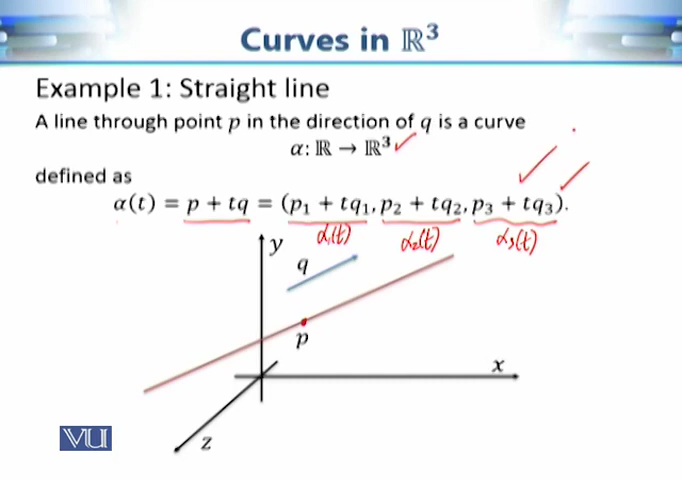 Curves in ℝ³
Example 1: Straight line
A line through point p in the direction of q is a curve
α: ℝ → ℝ³
defined as
α(t) = p + tq = (p₁ + tq₁, p₂ + tq₂, p₃ + tq₃).
α₁(t) α₂(t) α₃(t)
y
q
p
x
z
VU